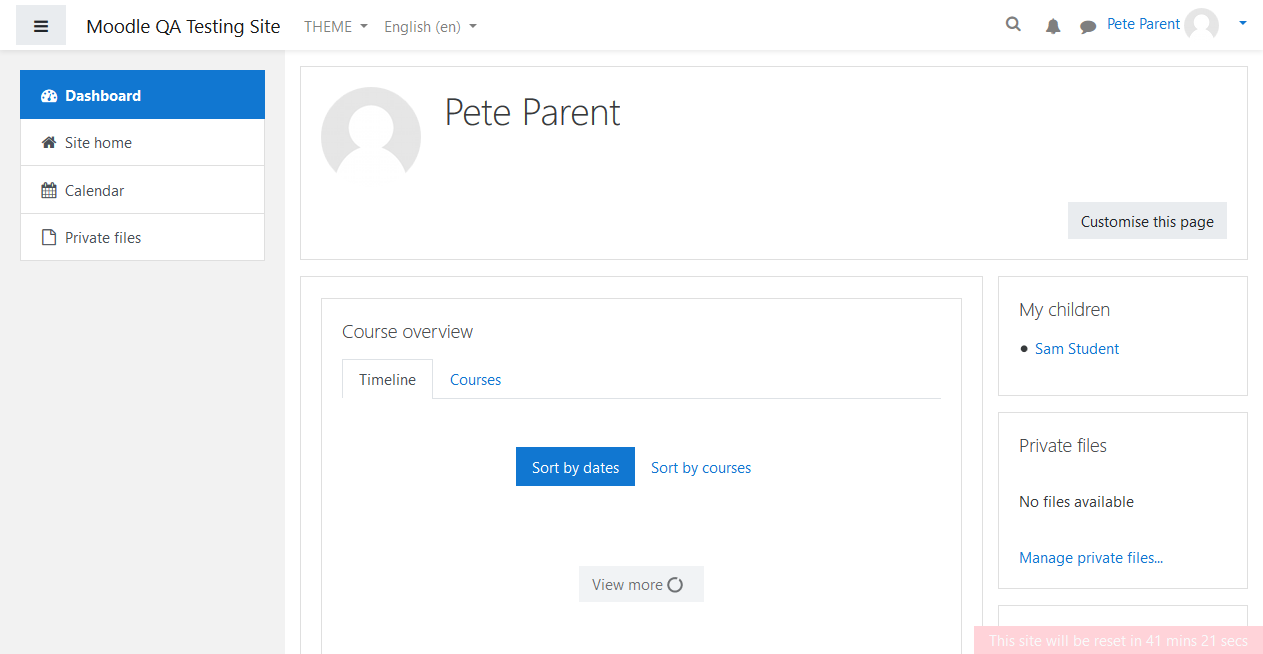 Moodle QA Testing Site THEME English (en) Pete Parent
Dashboard
Site home
Calendar
Private files
Pete Parent
Customise this page
Course overview
Timeline Courses
Sort by dates Sort by courses
View more
My children
Sam Student
Private files
No files available
Manage private files...
This site will be reset in 41 mins 21 secs